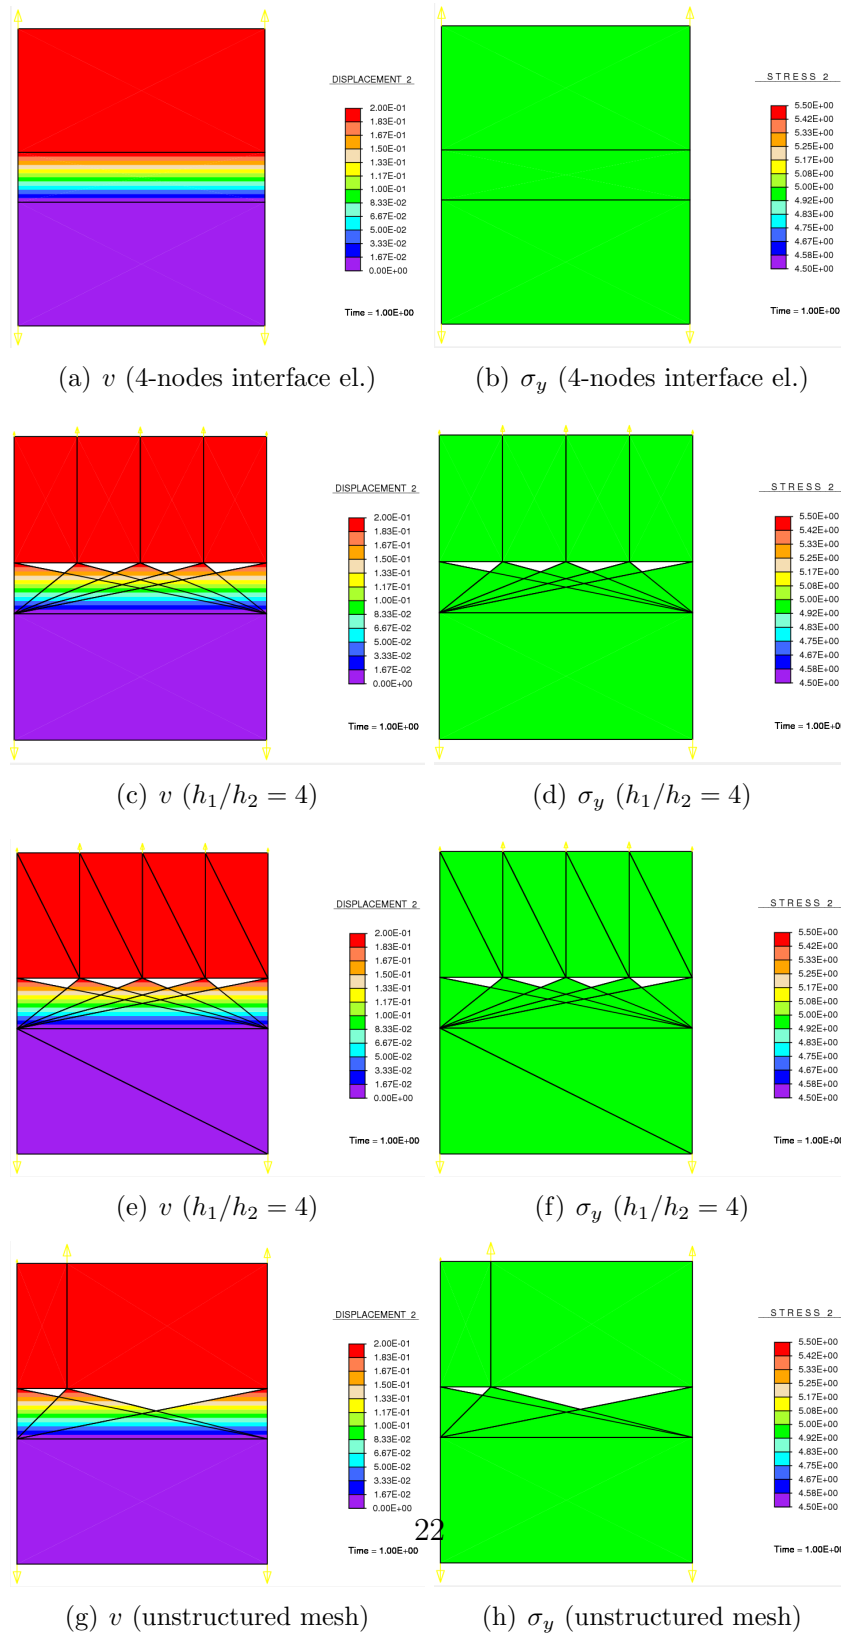 DISPLACEMENT 2
2.00E-01
1.83E-01
1.67E-01
1.50E-01
1.33E-01
1.17E-01
1.00E-01
8.33E-02
6.67E-02
5.00E-02
3.33E-02
1.67E-02
0.00E+00
Time = 1.00E+00
STRESS 2
5.50E+00
5.42E+00
5.33E+00
5.25E+00
5.17E+00
5.08E+00
5.00E+00
4.92E+00
4.83E+00
4.75E+00
4.67E+00
4.58E+00
4.50E+00
Time = 1.00E+00
(a) v (4-nodes interface el.)
(b) σy (4-nodes interface el.)
DISPLACEMENT 2
2.00E-01
1.83E-01
1.67E-01
1.50E-01
1.33E-01
1.17E-01
1.00E-01
8.33E-02
6.67E-02
5.00E-02
3.33E-02
1.67E-02
0.00E+00
Time = 1.00E+00
STRESS 2
5.50E+00
5.42E+00
5.33E+00
5.25E+00
5.17E+00
5.08E+00
5.00E+00
4.92E+00
4.83E+00
4.75E+00
4.67E+00
4.58E+00
4.50E+00
Time = 1.00E+00
(c) v (h1/h2 = 4)
(d) σy (h1/h2 = 4)
DISPLACEMENT 2
2.00E-01
1.83E-01
1.67E-01
1.50E-01
1.33E-01
1.17E-01
1.00E-01
8.33E-02
6.67E-02
5.00E-02
3.33E-02
1.67E-02
0.00E+00
Time = 1.00E+00
STRESS 2
5.50E+00
5.42E+00
5.33E+00
5.25E+00
5.17E+00
5.08E+00
5.00E+00
4.92E+00
4.83E+00
4.75E+00
4.67E+00
4.58E+00
4.50E+00
Time = 1.00E+00
(e) v (h1/h2 = 4)
(f) σy (h1/h2 = 4)
DISPLACEMENT 2
2.00E-01
1.83E-01
1.67E-01
1.50E-01
1.33E-01
1.17E-01
1.00E-01
8.33E-02
6.67E-02
5.00E-02
3.33E-02
1.67E-02
0.00E+00
Time = 1.00E+00
STRESS 2
5.50E+00
5.42E+00
5.33E+00
5.25E+00
5.17E+00
5.08E+00
5.00E+00
4.92E+00
4.83E+00
4.75E+00
4.67E+00
4.58E+00
4.50E+00
Time = 1.00E+00
22
(g) v (unstructured mesh)
(h) σy (unstructured mesh)